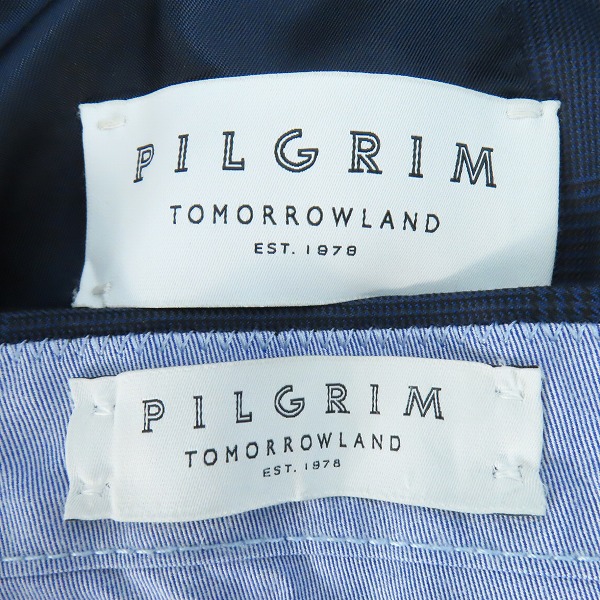 PILGRIM
TOMORROWLAND
EST. 1978
PILGRIM
TOMORROWLAND
EST. 1978